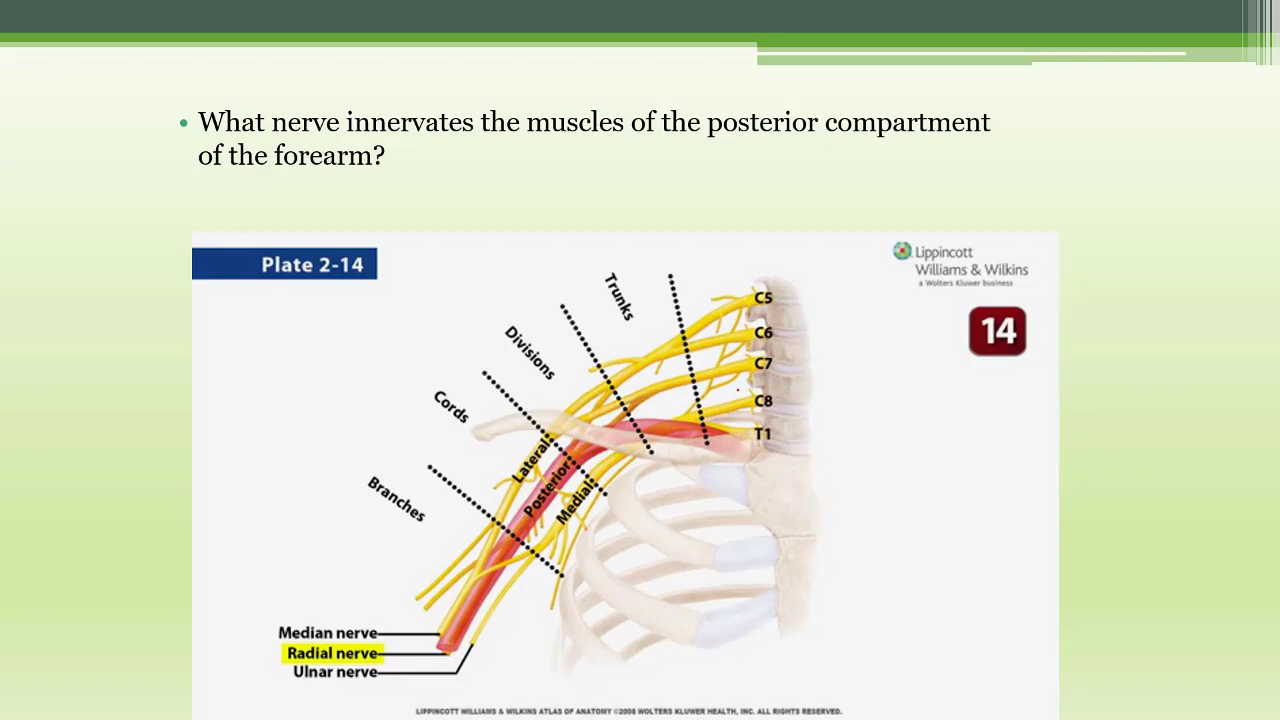 • What nerve innervates the muscles of the posterior compartment
of the forearm?
Plate 2-14
Lippincott
Williams & Wilkins
a Wolters Kluwer business
14
Trunks
Divisions
Cords
Branches
C5
C6
C7
C8
T1
Lateral
Posterior
Medial
Median nerve
Radial nerve
Ulnar nerve
LIPPINCOTT WILLIAMS & WILKINS ATLAS OF ANATOMY ©2008 WOLTERS KLUWER HEALTH, INC. ALL RIGHTS RESERVED.